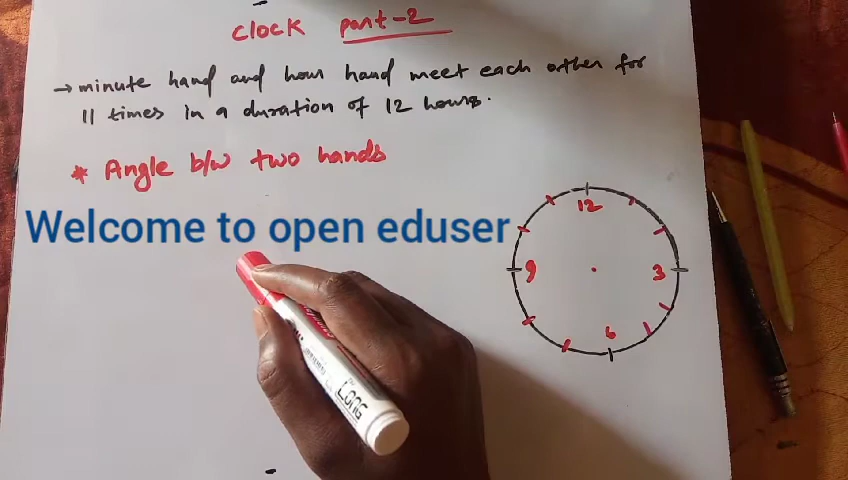 clock part-2
→ minute hand and hour hand meet each other for
11 times in a duration of 12 hours.
* Angle b/w two hands
Welcome to open eduser
12
9
3
6
LONG